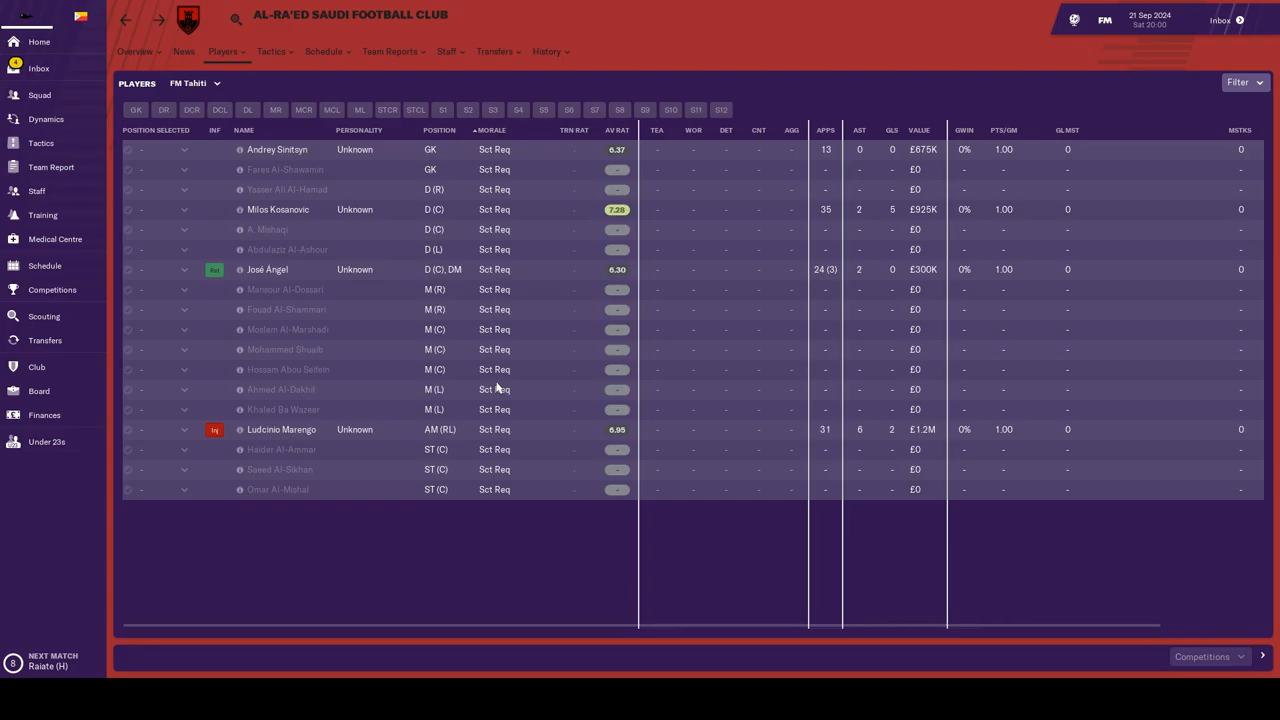 AL-RA'ED SAUDI FOOTBALL CLUB
FM
21 Sep 2024
Sat 20:00
Inbox
Overview
News
Players
Tactics
Schedule
Team Reports
Staff
Transfers
History
Home
4
Inbox
Squad
Dynamics
Tactics
Team Report
Staff
Training
Medical Centre
Schedule
Competitions
Scouting
Transfers
Club
Board
Finances
Under 23s
8
NEXT MATCH
Raiate (H)
PLAYERS FM Tahiti
Filter
GK DR DCR DCL DL MR MCR MCL ML STCR STCL S1 S2 S3 S4 S5 S6 S7 S8 S9 S10 S11 S12
POSITION SELECTED INF NAME PERSONALITY POSITION MORALE TRN RAT AV RAT TEA WOR DET CNT AGG APPS AST GLS VALUE GWIN PTS/GM GLMST MSTKS
- Andrey Sinitsyn Unknown GK Sct Req - 6.37 - - - - - 13 0 0 £675K 0% 1.00 0 0
- Fares Al-Shawamin GK Sct Req - - - - - - - - - - £0 - - - -
- Yasser Ali Al-Hamad D (R) Sct Req - - - - - - - - - - £0 - - - -
- Milos Kosanovic Unknown D (C) Sct Req - 7.28 - - - - - 35 2 5 £925K 0% 1.00 0 0
- A. Mishaqi D (C) Sct Req - - - - - - - - - - £0 - - - -
- Abdulaziz Al-Ashour D (L) Sct Req - - - - - - - - - - £0 - - - -
- Rot José Ángel Unknown D (C), DM Sct Req - 6.30 - - - - - 24 (3) 2 0 £300K 0% 1.00 0 0
- Mansour Al-Dossari M (R) Sct Req - - - - - - - - - - £0 - - - -
- Fouad Al-Shammari M (R) Sct Req - - - - - - - - - - £0 - - - -
- Moslem Al-Marshadi M (C) Sct Req - - - - - - - - - - £0 - - - -
- Mohammed Shuaib M (C) Sct Req - - - - - - - - - - £0 - - - -
- Hossam Abou Seifein M (C) Sct Req - - - - - - - - - - £0 - - - -
- Ahmed Al-Dakhil M (L) Sct Req - - - - - - - - - - £0 - - - -
- Khaled Ba Wazeer M (L) Sct Req - - - - - - - - - - £0 - - - -
- Inj Ludcinio Marengo Unknown AM (RL) Sct Req - 6.95 - - - - - 31 6 2 £1.2M 0% 1.00 0 0
- Haider Al-Ammar ST (C) Sct Req - - - - - - - - - - £0 - - - -
- Saeed Al-Sikhan ST (C) Sct Req - - - - - - - - - - £0 - - - -
- Omar Al-Mishal ST (C) Sct Req - - - - - - - - - - £0 - - - -
Competitions